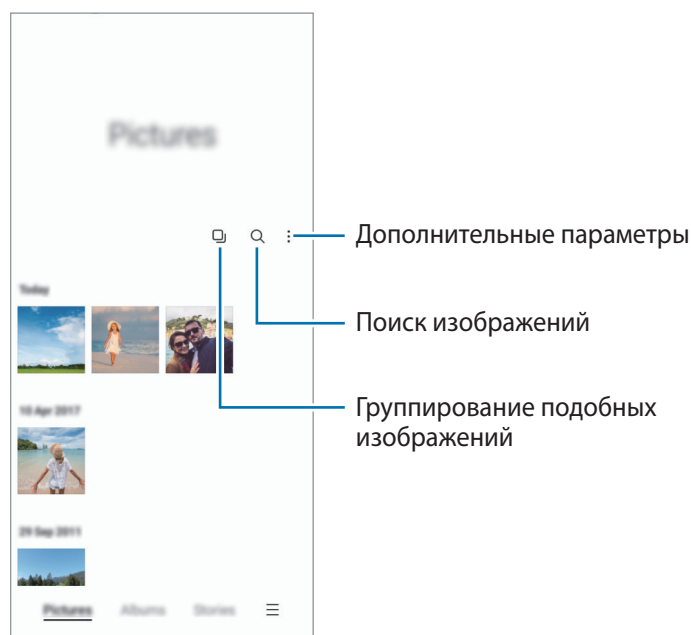 Pictures
Дополнительные параметры
Today
Поиск изображений
10 Apr 2017
Группирование подобных
изображений
29 Sep 2011
Pictures Albums Stories